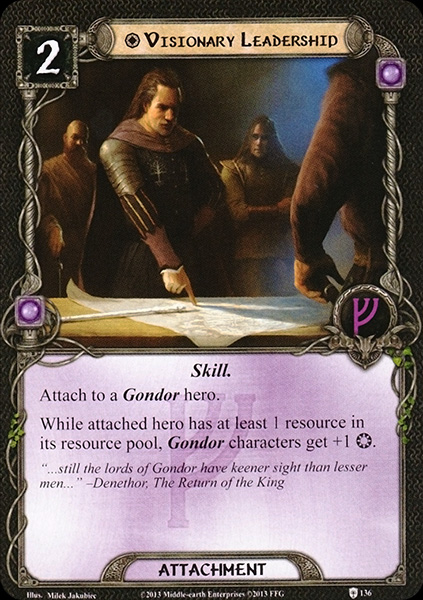 2
VISIONARY LEADERSHIP
Skill.
Attach to a Gondor hero.
While attached hero has at least 1 resource in
its resource pool, Gondor characters get +1 .
“...still the lords of Gondor have keener sight than lesser
men...” –Denethor, The Return of the King
ATTACHMENT
Illus. Milek Jakubiec
©2013 Middle-earth Enterprises ©2013 FFG
136